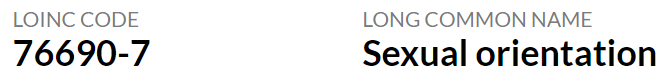 LOINC CODE LONG COMMON NAME
76690-7 Sexual orientation